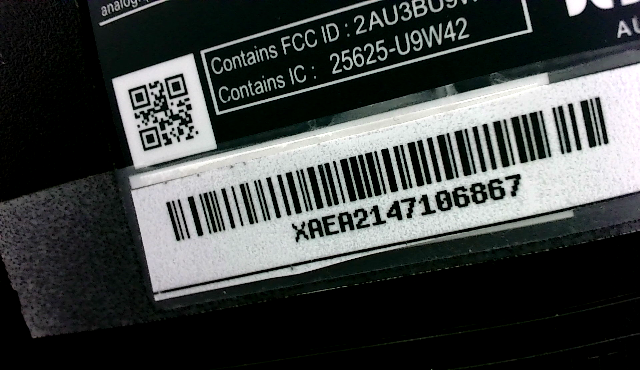 Contains FCC ID : 2AU3BU9W
Contains IC : 25625-U9W42
XAEA2147106867